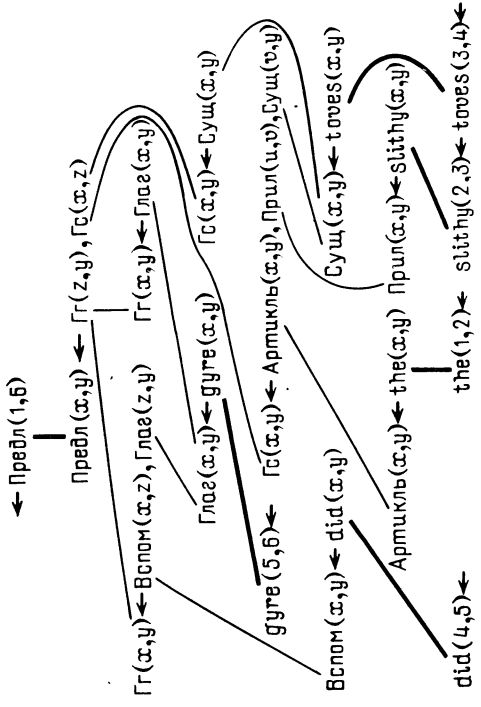 ← Предл(1,6)
Предл(x,y) ← Гг(z,y),Гс(x,z)
Гг(x,y)←Вспом(x,z),Глаг(z,y) Гг(x,y)←Глаг(x,y)
Глаг(x,y)←gyre(x,y) Гс(x,y)←Сущ(x,y)
gyre(5,6)← Гс(x,y)←Артикль(x,y),Прил(u,v),Сущ(v,y)
Вспом(x,y)←did(x,y) Сущ(x,y)←toves(x,y)
Артикль(x,y)←the(x,y) Прил(x,y)←slithy(x,y)
did(4,5)← the(1,2)← slithy(2,3)← toves(3,4)←